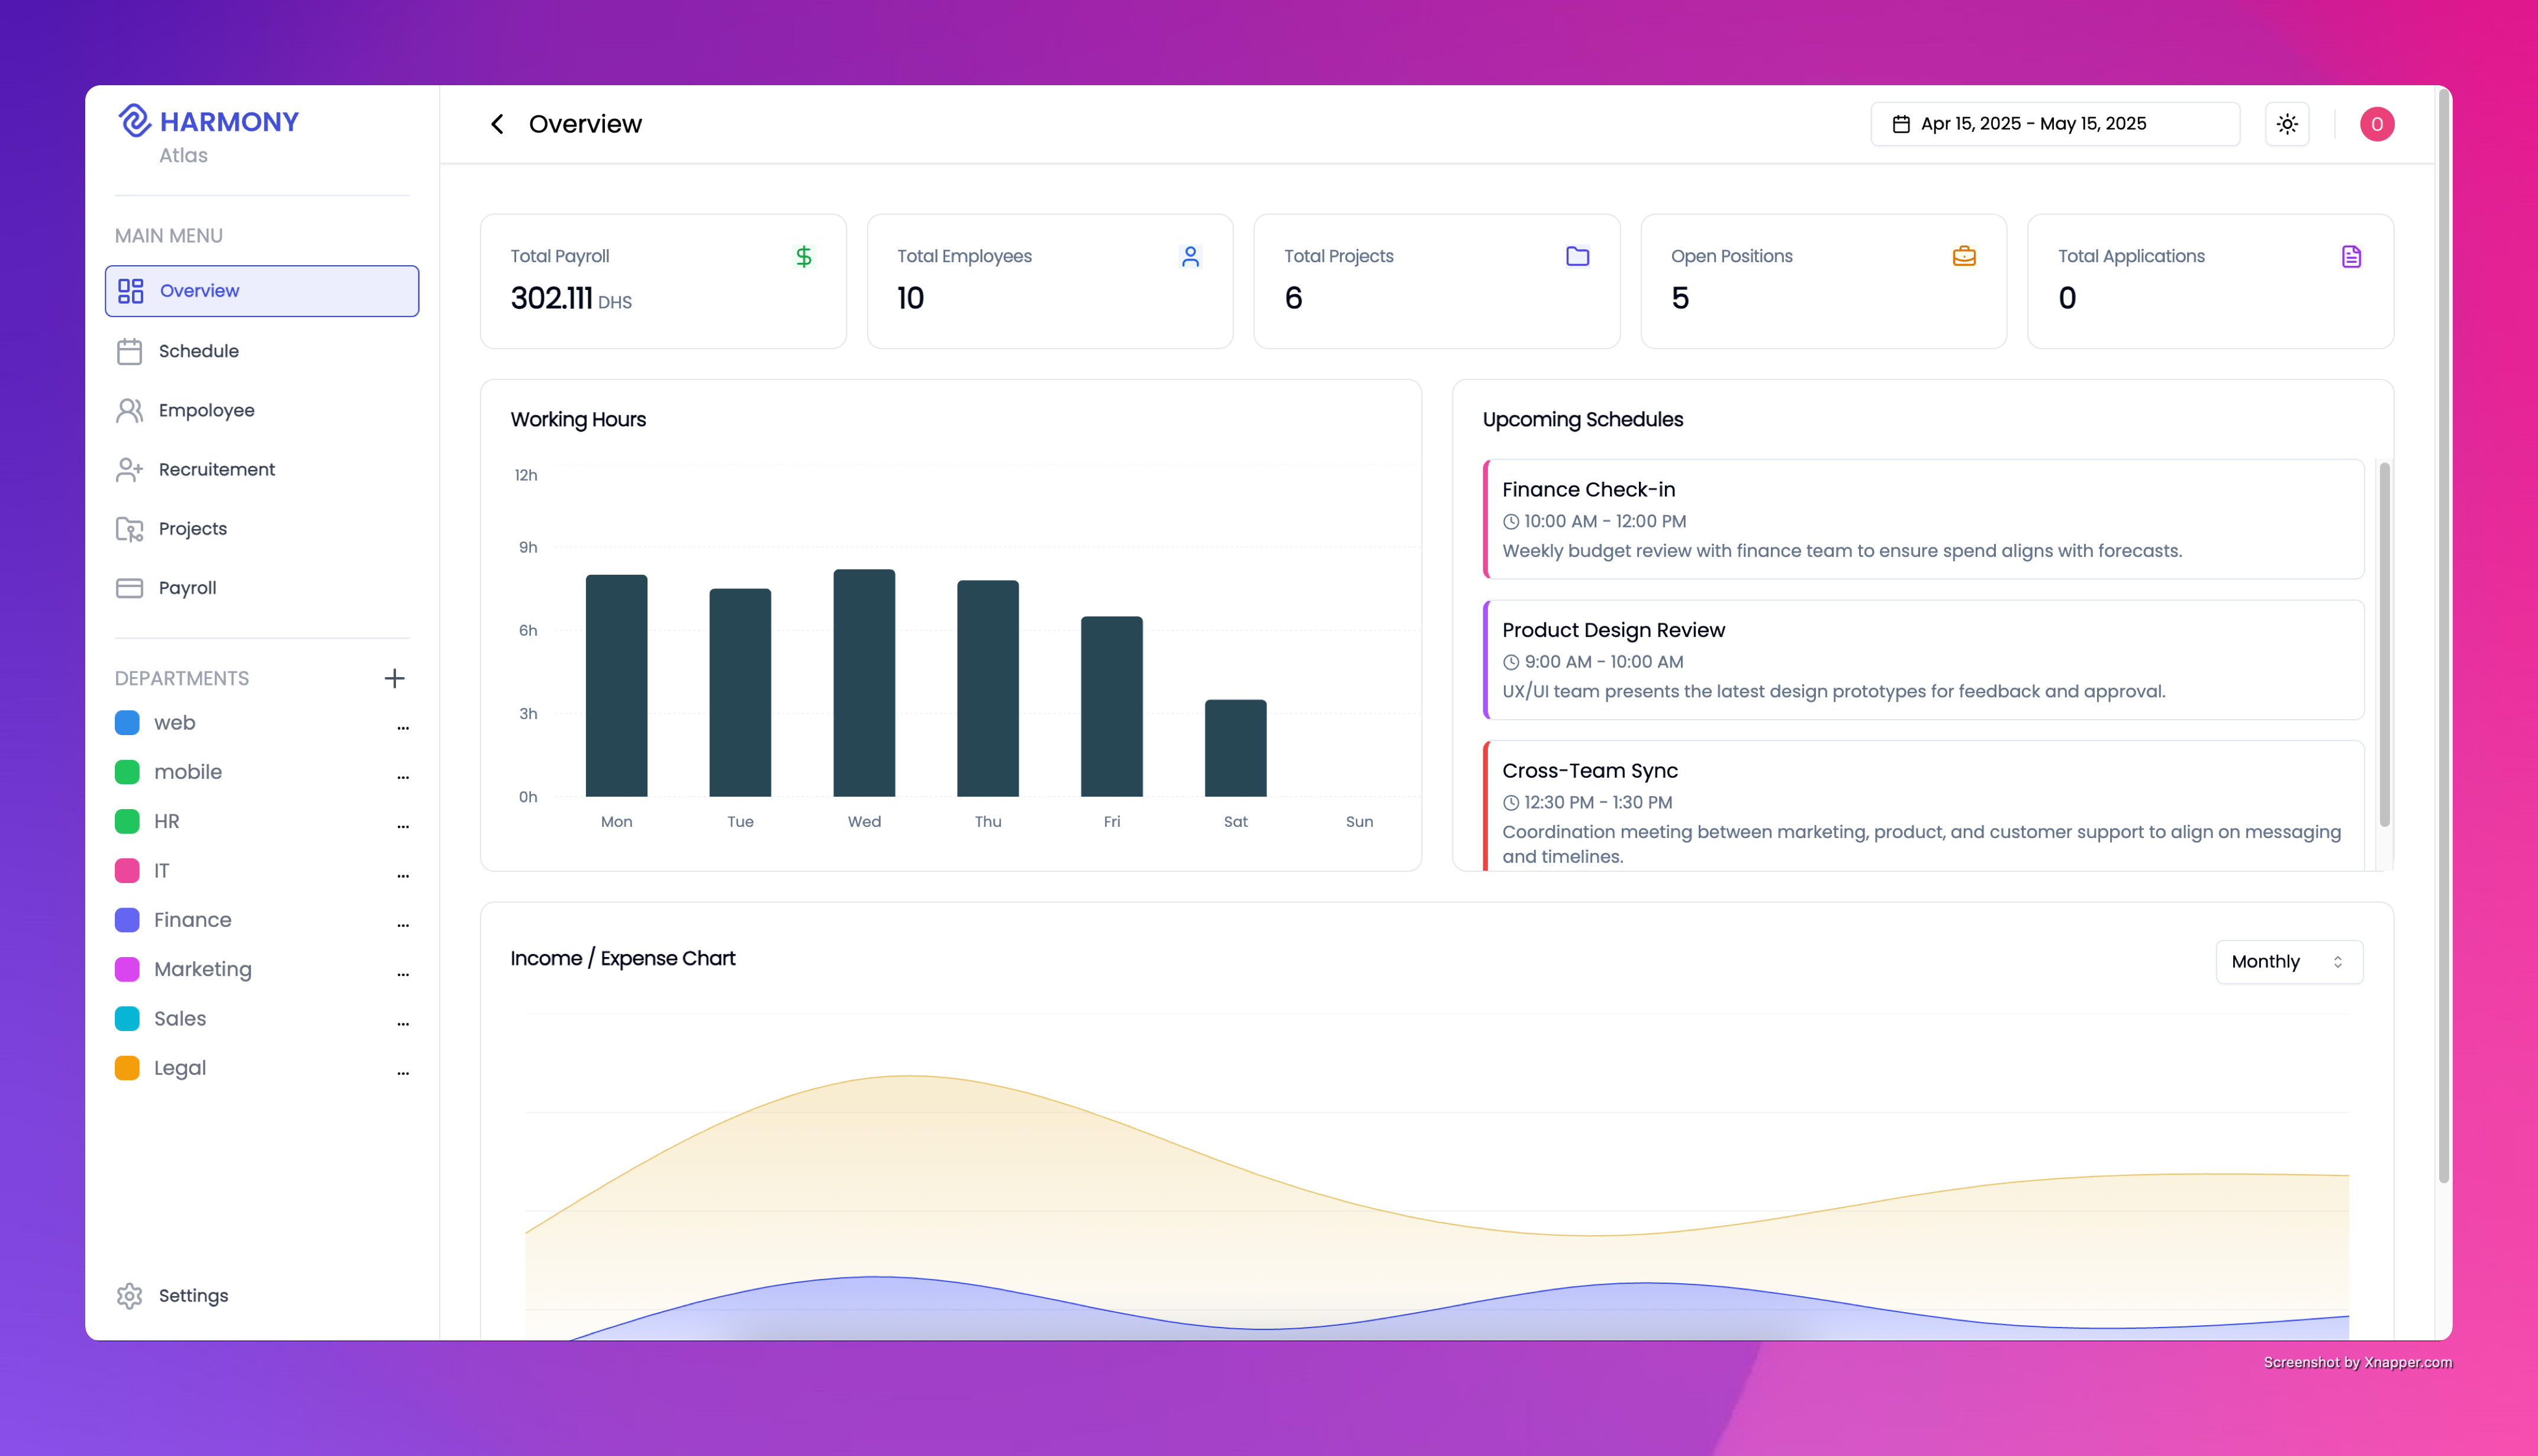 HARMONY
Atlas
MAIN MENU
Overview
Schedule
Empoloyee
Recruitement
Projects
Payroll
DEPARTMENTS
web
...
mobile
...
HR
...
IT
...
Finance
...
Marketing
...
Sales
...
Legal
...
Settings
Overview
Apr 15, 2025 - May 15, 2025
O
Total Payroll
$
302.111 DHS
Total Employees
10
Total Projects
6
Open Positions
5
Total Applications
0
Working Hours
12h
9h
6h
3h
0h
Mon Tue Wed Thu Fri Sat Sun
Upcoming Schedules
Finance Check-in
10:00 AM - 12:00 PM
Weekly budget review with finance team to ensure spend aligns with forecasts.
Product Design Review
9:00 AM - 10:00 AM
UX/UI team presents the latest design prototypes for feedback and approval.
Cross-Team Sync
12:30 PM - 1:30 PM
Coordination meeting between marketing, product, and customer support to align on messaging
and timelines.
Income / Expense Chart
Monthly
Screenshot by Xnapper.com